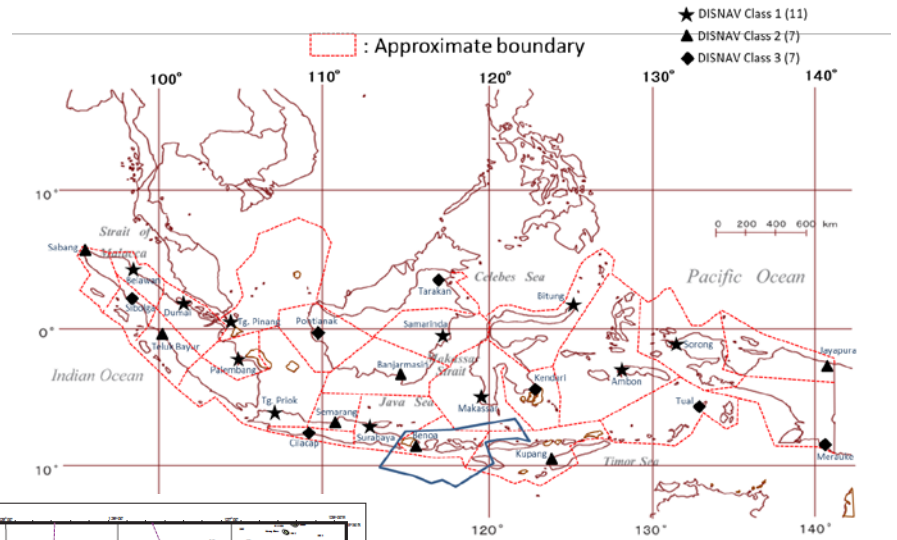 ★ DISNAV Class 1 (11)
▲ DISNAV Class 2 (7)
◆ DISNAV Class 3 (7)
: Approximate boundary
100° 110° 120° 130° 140°
10°
0 200 400 600 km
Strait of
Malacca
Sabang
Belawan
Celebes Sea
Pacific Ocean
Tarakan
Sibolga
Dumai
Bitung
Tg. Pinang
Pontianak
Samarinda
0°
Teluk Bayur
Sorong
Jayapura
Makassar
Strait
Palembang
Banjarmasin
Indian Ocean
Kendari
Ambon
Tg. Priok
Java Sea
Makassar
Tual
Semarang
Cilacap
Surabaya
Benoa
Kupang
Timor Sea
Merauke
10°
120° 130° 140°